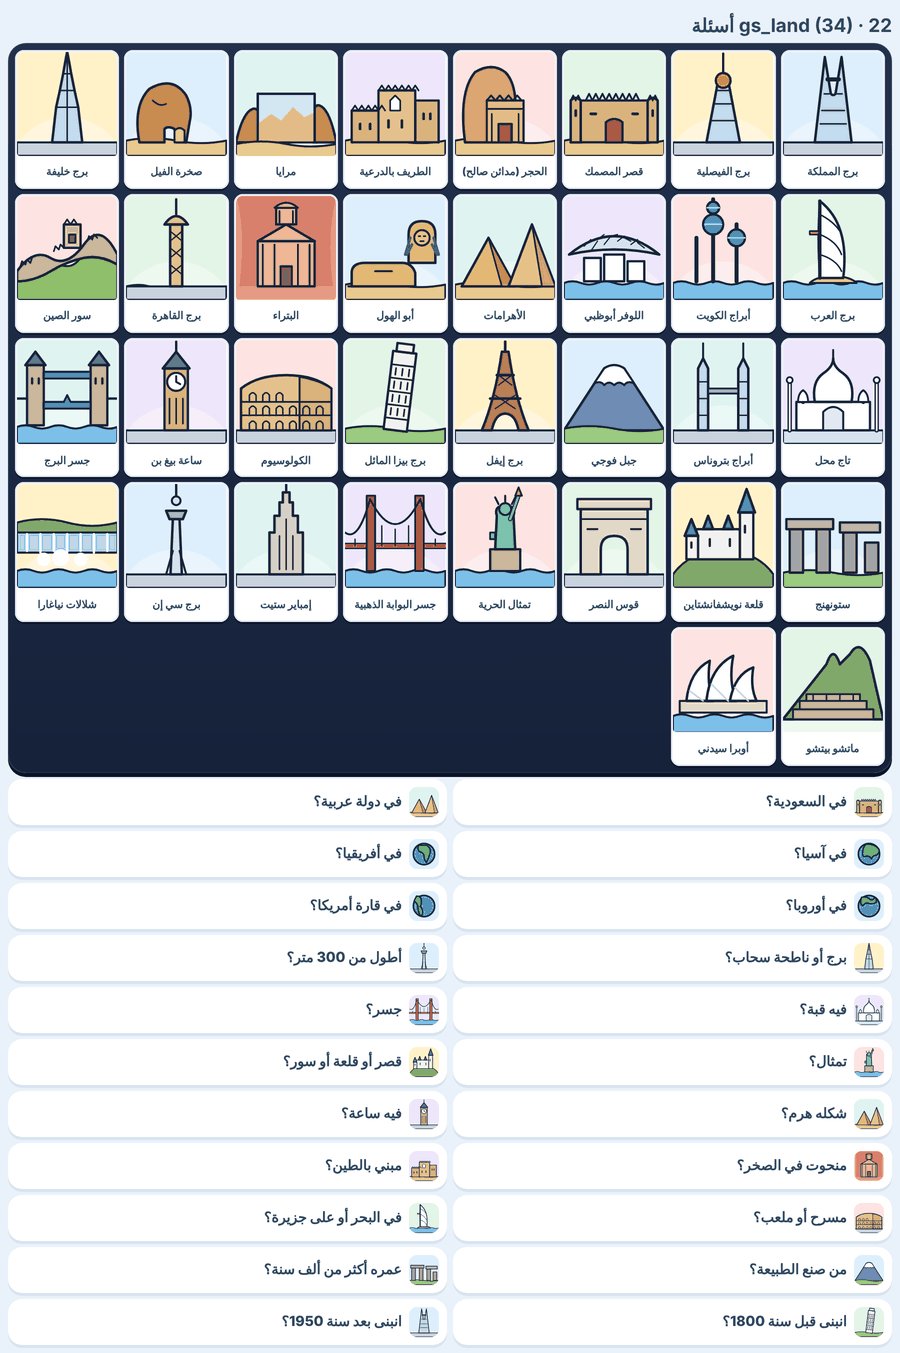 gs_land (34) · 22 أسئلة
برج المملكة
برج الفيصلية
قصر المصمك
الحجر (مدائن صالح)
الطريف بالدرعية
مرايا
صخرة الفيل
برج خليفة
برج العرب
أبراج الكويت
اللوفر أبوظبي
الأهرامات
أبو الهول
البتراء
برج القاهرة
سور الصين
تاج محل
أبراج بتروناس
جبل فوجي
برج إيفل
برج بيزا المائل
الكولوسيوم
ساعة بيغ بن
جسر البرج
ستونهنج
قلعة نويشفانشتاين
قوس النصر
تمثال الحرية
جسر البوابة الذهبية
إمباير ستيت
برج سي إن
شلالات نياغارا
ماتشو بيتشو
أوبرا سيدني
في السعودية؟
في دولة عربية؟
في آسيا؟
في أفريقيا؟
في أوروبا؟
في قارة أمريكا؟
برج أو ناطحة سحاب؟
أطول من 300 متر؟
فيه قبة؟
جسر؟
تمثال؟
قصر أو قلعة أو سور؟
شكله هرم؟
فيه ساعة؟
منحوت في الصخر؟
مبني بالطين؟
مسرح أو ملعب؟
في البحر أو على جزيرة؟
من صنع الطبيعة؟
عمره أكثر من ألف سنة؟
انبنى قبل سنة 1800؟
انبنى بعد سنة 1950؟